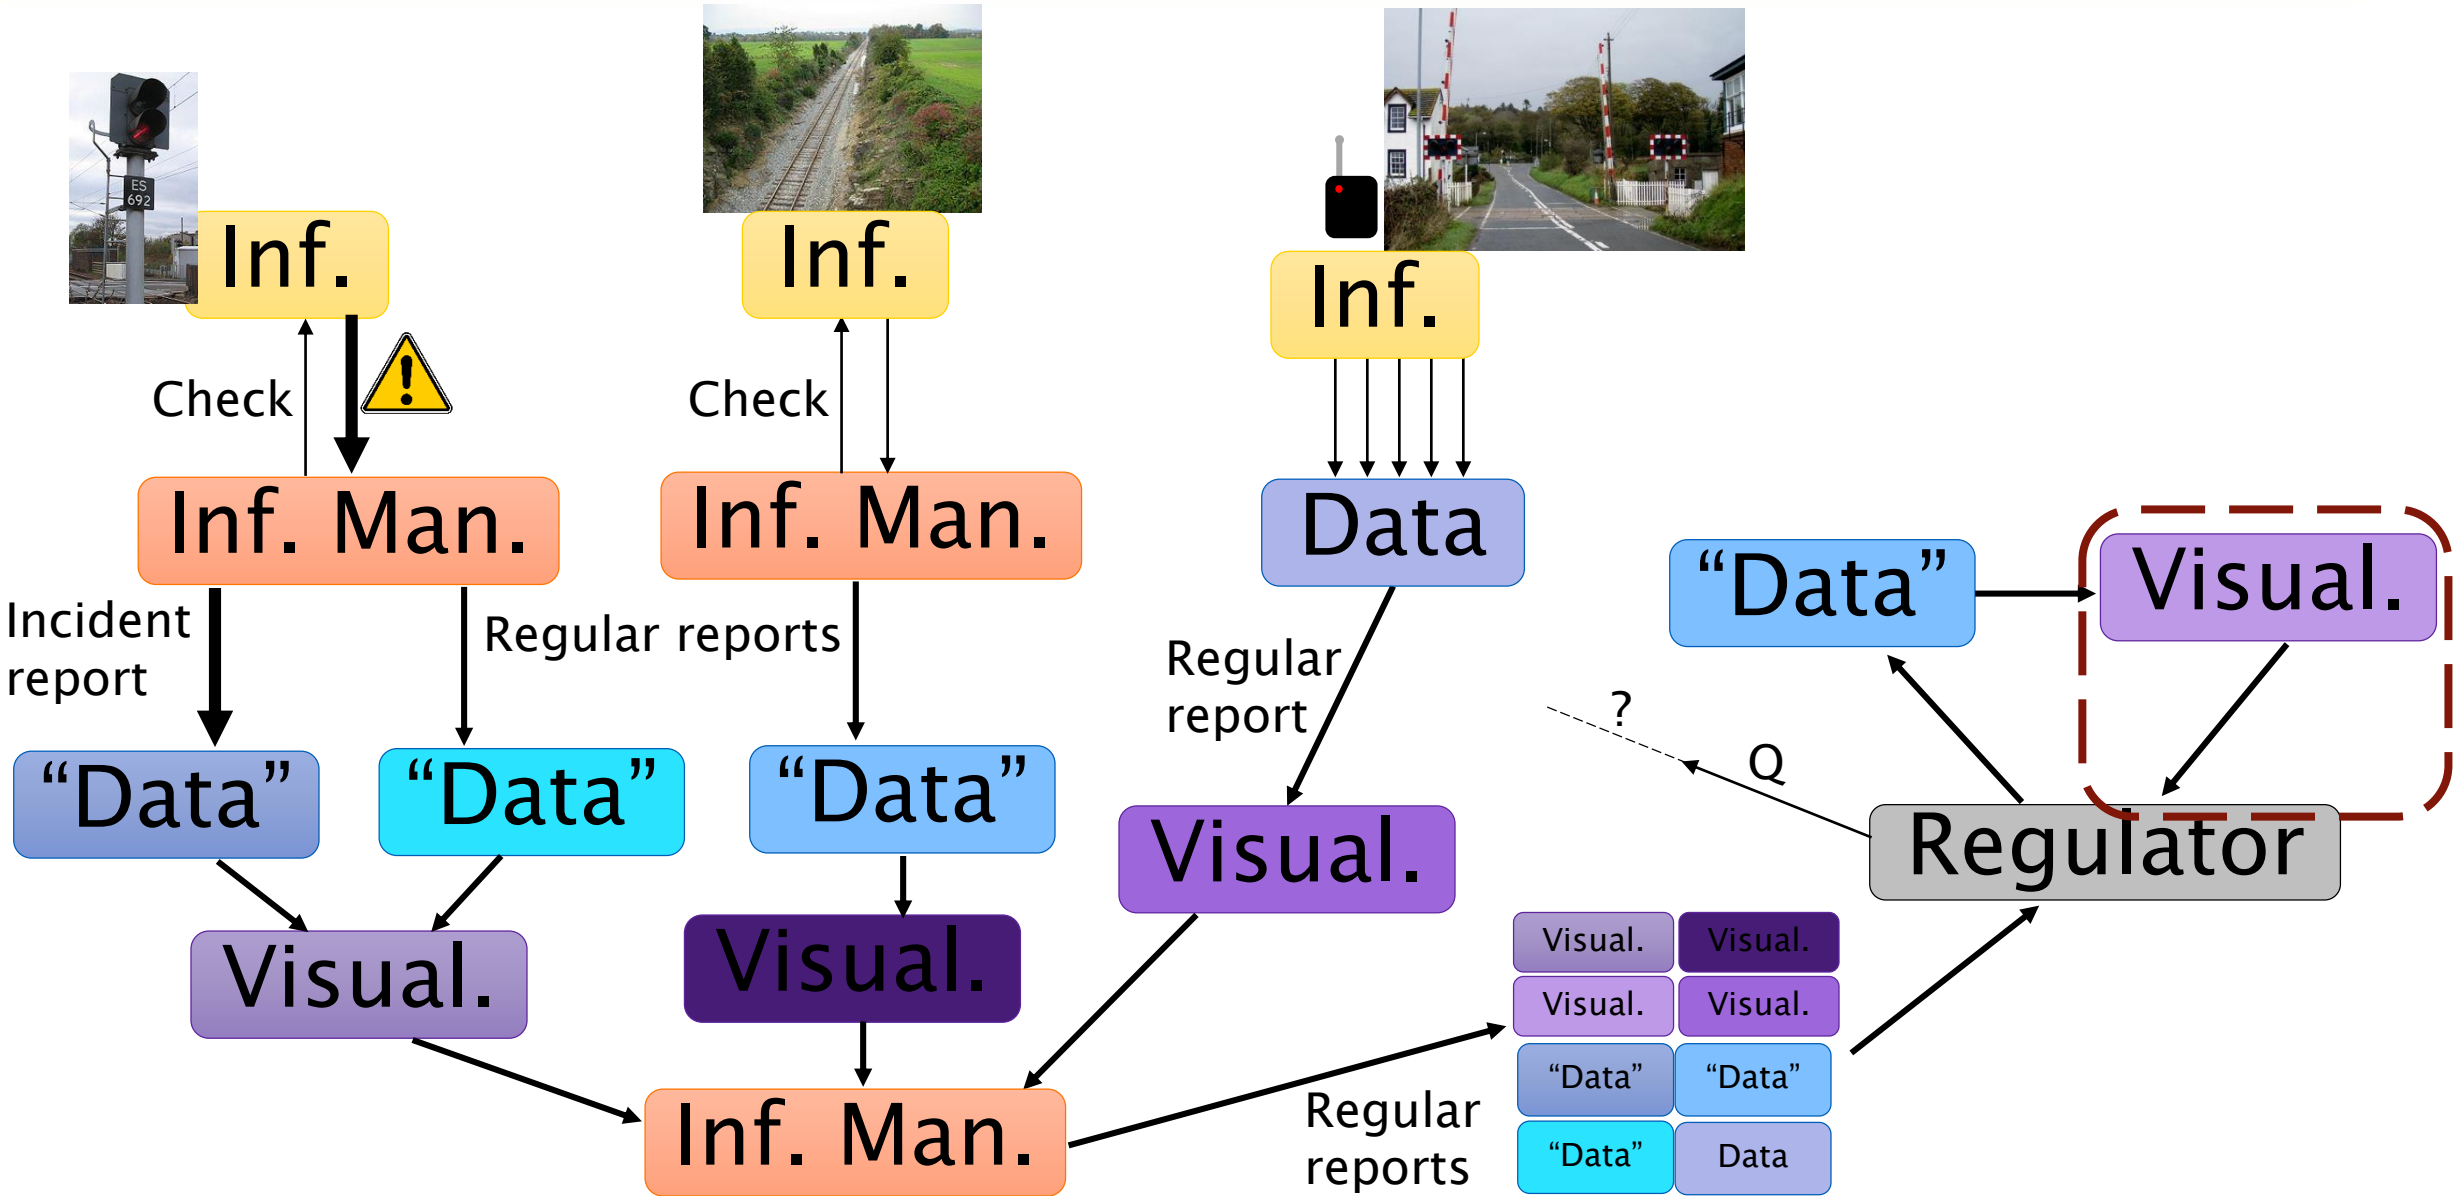 ES
692
Inf.
Inf.
Inf.
Check
Check
Inf. Man.
Inf. Man.
Data
“Data”
Visual.
Incident
report
Regular reports
Regular
report
?
Q
“Data”
“Data”
“Data”
Visual.
Regulator
Visual.
Visual.
Visual.
Visual.
Visual.
Visual.
“Data”
“Data”
“Data”
Data
Inf. Man.
Regular
reports